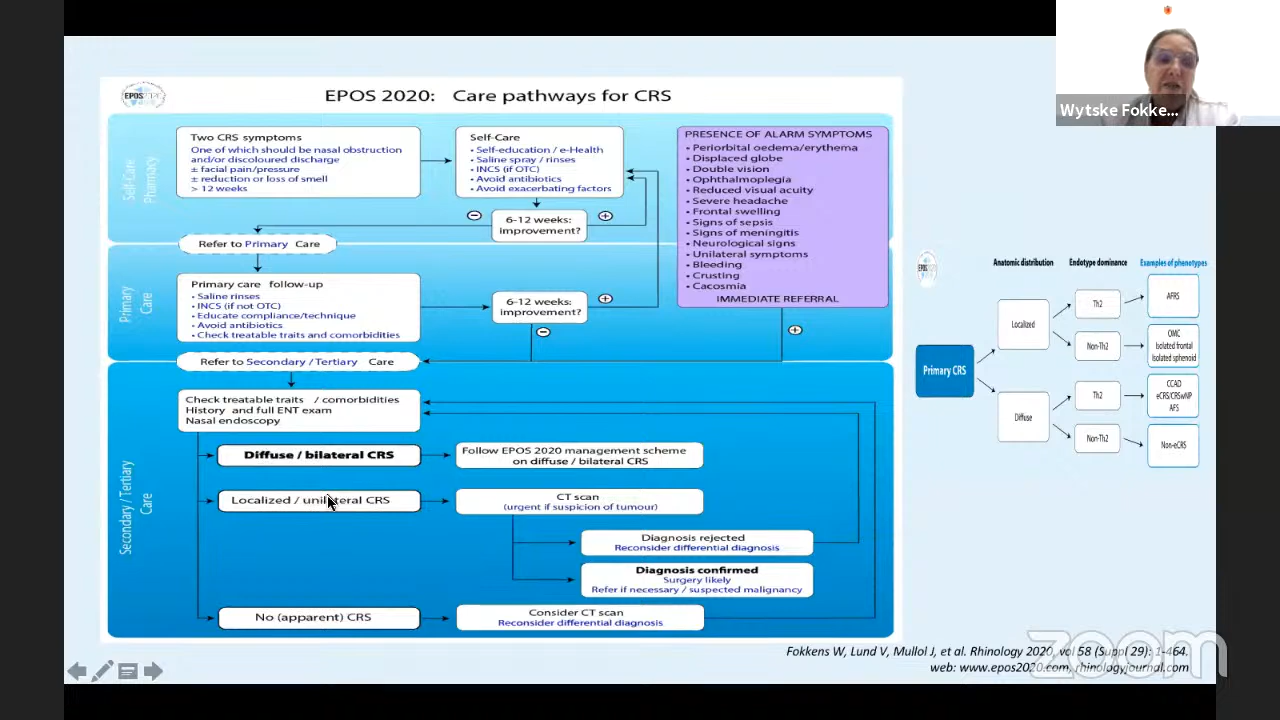 Wytske Fokke...
EPOS2020
EPOS 2020: Care pathways for CRS
Self-Care
Pharmacy
Two CRS symptoms
One of which should be nasal obstruction
and/or discoloured discharge
± facial pain/pressure
± reduction or loss of smell
> 12 weeks
Self-Care
• Self-education / e-Health
• Saline spray / rinses
• INCS (if OTC)
• Avoid antibiotics
• Avoid exacerbating factors
6-12 weeks:
improvement?
PRESENCE OF ALARM SYMPTOMS
• Periorbital oedema/erythema
• Displaced globe
• Double vision
• Ophthalmoplegia
• Reduced visual acuity
• Severe headache
• Frontal swelling
• Signs of sepsis
• Signs of meningitis
• Neurological signs
• Unilateral symptoms
• Bleeding
• Crusting
• Cacosmia
IMMEDIATE REFERRAL
Refer to Primary Care
Primary
Care
Primary care follow-up
• Saline rinses
• INCS (if not OTC)
• Educate compliance/technique
• Avoid antibiotics
• Check treatable traits and comorbidities
6-12 weeks:
improvement?
Refer to Secondary / Tertiary Care
Secondary / Tertiary
Care
Check treatable traits / comorbidities
History and full ENT exam
Nasal endoscopy
Diffuse / bilateral CRS
Follow EPOS 2020 management scheme
on diffuse / bilateral CRS
Localized / unilateral CRS
CT scan
(urgent if suspicion of tumour)
Diagnosis rejected
Reconsider differential diagnosis
Diagnosis confirmed
Surgery likely
Refer if necessary / suspected malignancy
No (apparent) CRS
Consider CT scan
Reconsider differential diagnosis
Anatomic distribution
Endotype dominance
Examples of phenotypes
Primary CRS
Localized
Th2
AFRS
Non-Th2
OMC
Isolated frontal
Isolated sphenoid
Diffuse
Th2
CCAD
eCRS/CRSwNP
AFS
Non-Th2
Non-eCRS
Fokkens W, Lund V, Mullol J, et al. Rhinology 2020, vol 58 (Suppl 29): 1-464.
web: www.epos2020.com, rhinologyjournal.com
zoom